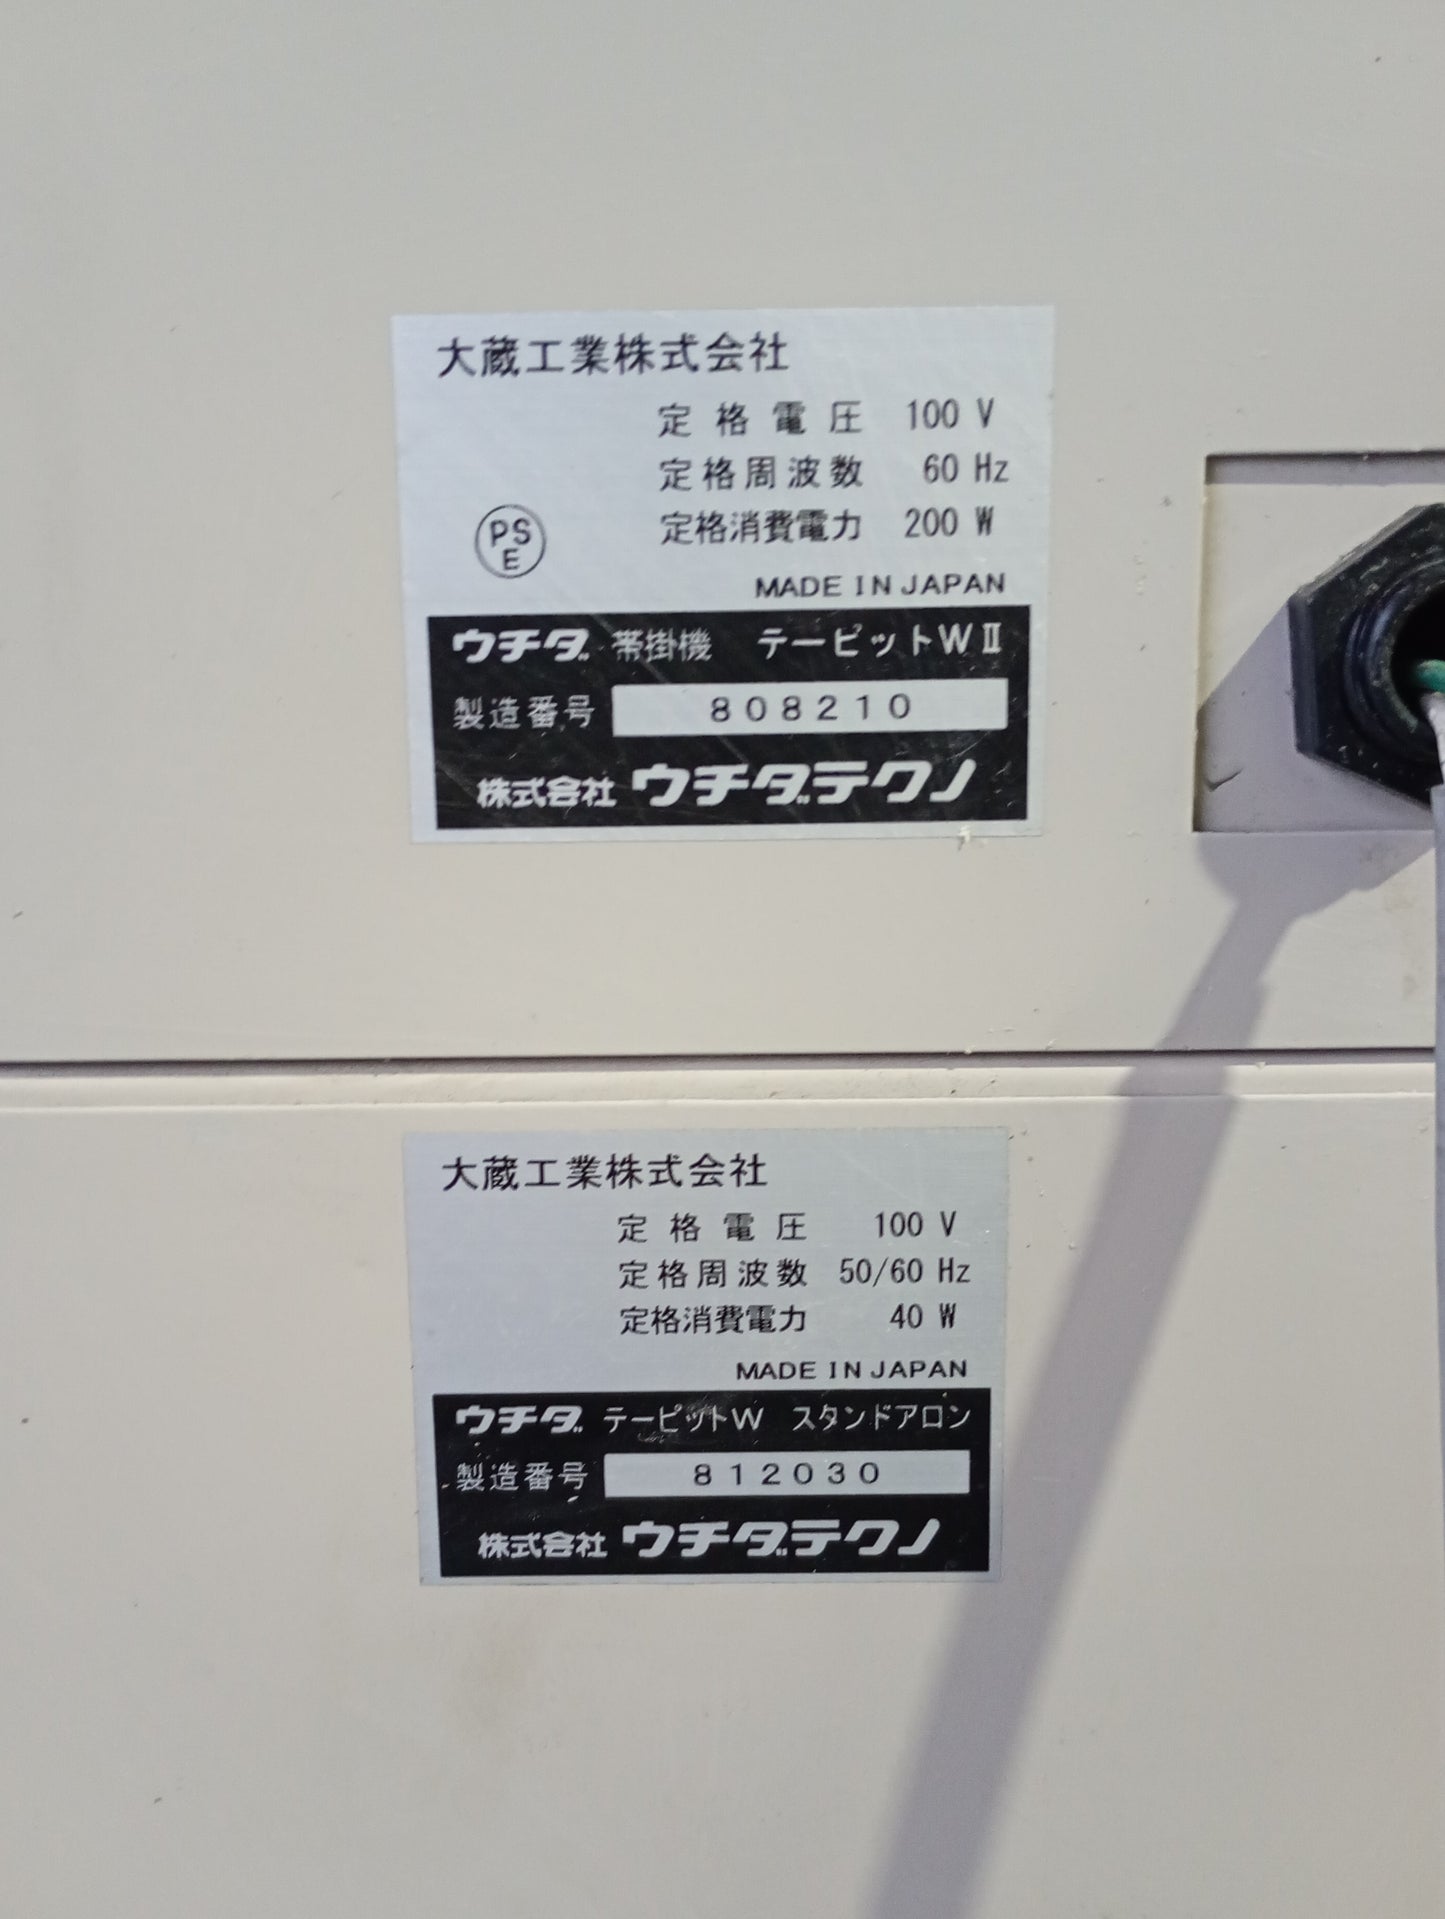 大蔵工業株式会社
定格電圧 100 V
定格周波数 60 Hz
定格消費電力 200 W
PS
E
MADE IN JAPAN
ウチダ 帯掛機 テーピットWⅡ
製造番号 808210
株式会社 ウチダテクノ
大蔵工業株式会社
定格電圧 100 V
定格周波数 50/60 Hz
定格消費電力 40 W
MADE IN JAPAN
ウチダ テーピットW スタンドアロン
製造番号 812030
株式会社 ウチダテクノ